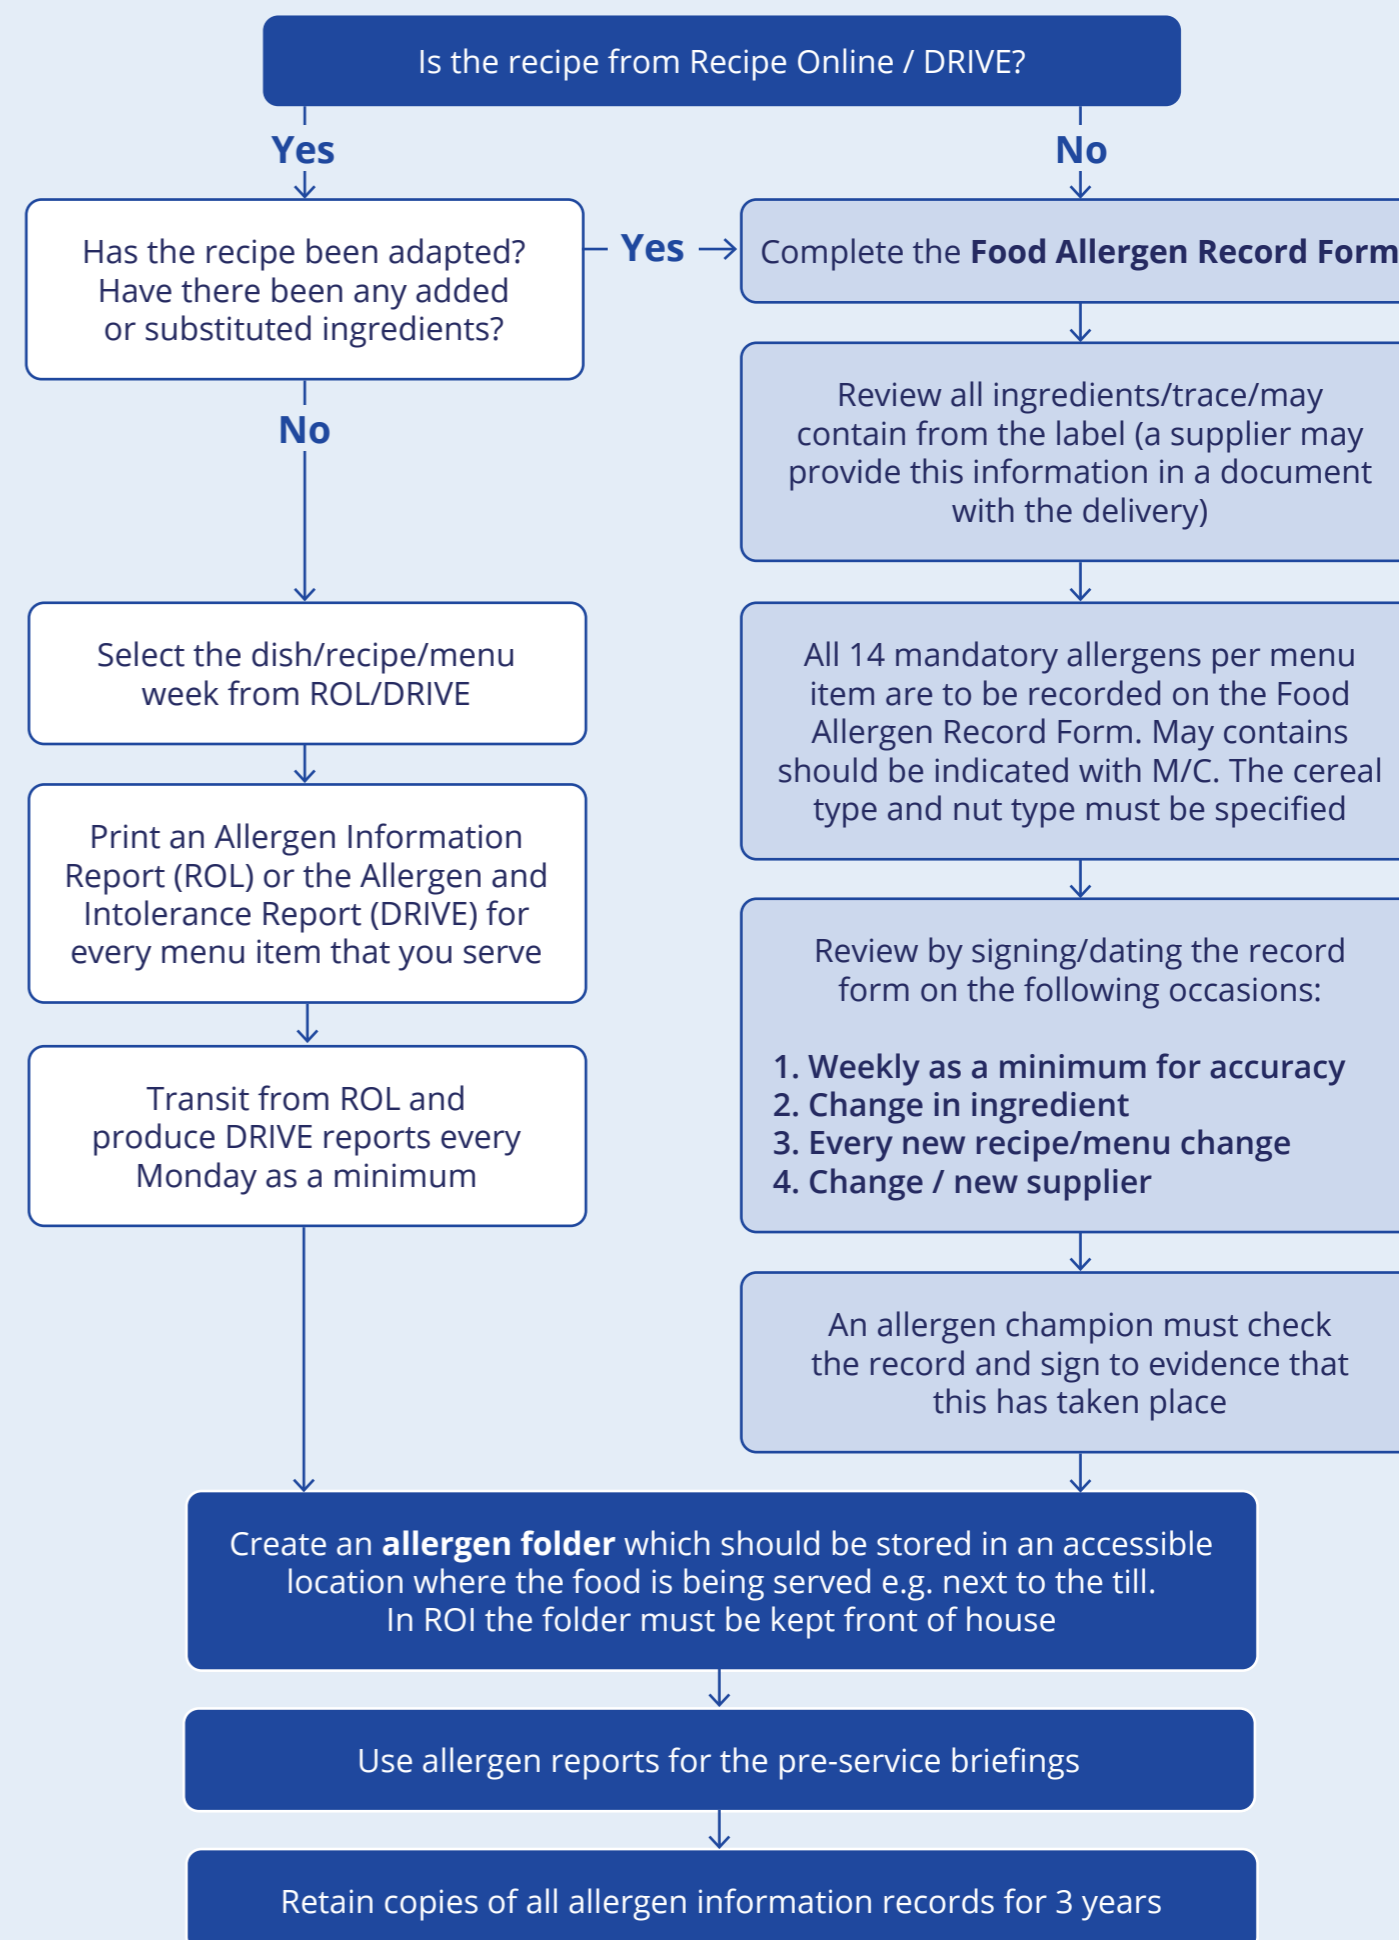 Is the recipe from Recipe Online / DRIVE?
Yes
No
Has the recipe been adapted?
Have there been any added
or substituted ingredients?
Yes
Complete the Food Allergen Record Form
No
Review all ingredients/trace/may
contain from the label (a supplier may
provide this information in a document
with the delivery)
Select the dish/recipe/menu
week from ROL/DRIVE
All 14 mandatory allergens per menu
item are to be recorded on the Food
Allergen Record Form. May contains
should be indicated with M/C. The cereal
type and nut type must be specified
Print an Allergen Information
Report (ROL) or the Allergen and
Intolerance Report (DRIVE) for
every menu item that you serve
Review by signing/dating the record
form on the following occasions:
1. Weekly as a minimum for accuracy
2. Change in ingredient
3. Every new recipe/menu change
4. Change / new supplier
Transit from ROL and
produce DRIVE reports every
Monday as a minimum
An allergen champion must check
the record and sign to evidence that
this has taken place
Create an allergen folder which should be stored in an accessible
location where the food is being served e.g. next to the till.
In ROI the folder must be kept front of house
Use allergen reports for the pre-service briefings
Retain copies of all allergen information records for 3 years